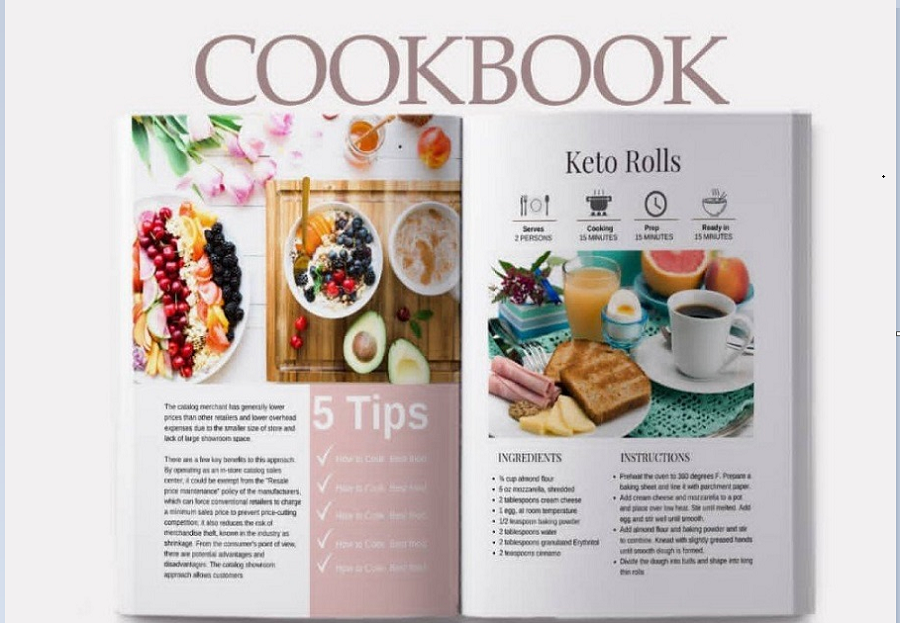 COOKBOOK
The catalog merchant has generally lower
prices than other retailers and lower overhead
expenses due to the smaller size of store and
lack of large showroom space.
There are a few key benefits to this approach.
By operating as an in-store catalog sales
center, it could be exempt from the "Resale
price maintenance" policy of the manufacturers,
which can force conventional retailers to charge
a minimum sales price to prevent price-cutting
competition; it also reduces the risk of
merchandise theft, known in the industry as
shrinkage. From the consumer's point of view,
there are potential advantages and
disadvantages. The catalog showroom
approach allows customers
5 Tips
How to Cook Best food
How to Cook Best food
How to Cook Best food
How to Cook Best food
How to Cook Best food
Keto Rolls
Serves Cooking Prep Ready in
2 PERSONS 15 MINUTES 15 MINUTES 15 MINUTES
INGREDIENTS
cup almond flour
6 oz mozzarella, shredded
2 tablespoons cream cheese
1 egg, at room temperature
1/2 teaspoon baking powder
2 tablespoons water
2 tablespoons granulated Erythritol
2 teaspoons
INSTRUCTIONS
Preheat the oven to 360 degrees F. Prepare a
baking sheet and line it with parchment paper.
Add cream cheese and mozzarella to a pot
and place over low heat. Stir until melted. Add
egg and stir well until smooth.
Add almond flour and baking powder and stir
to combine. Knead with slightly greased hands
until smooth dough is formed.
Divide the dough into and shape into long
thin rolls